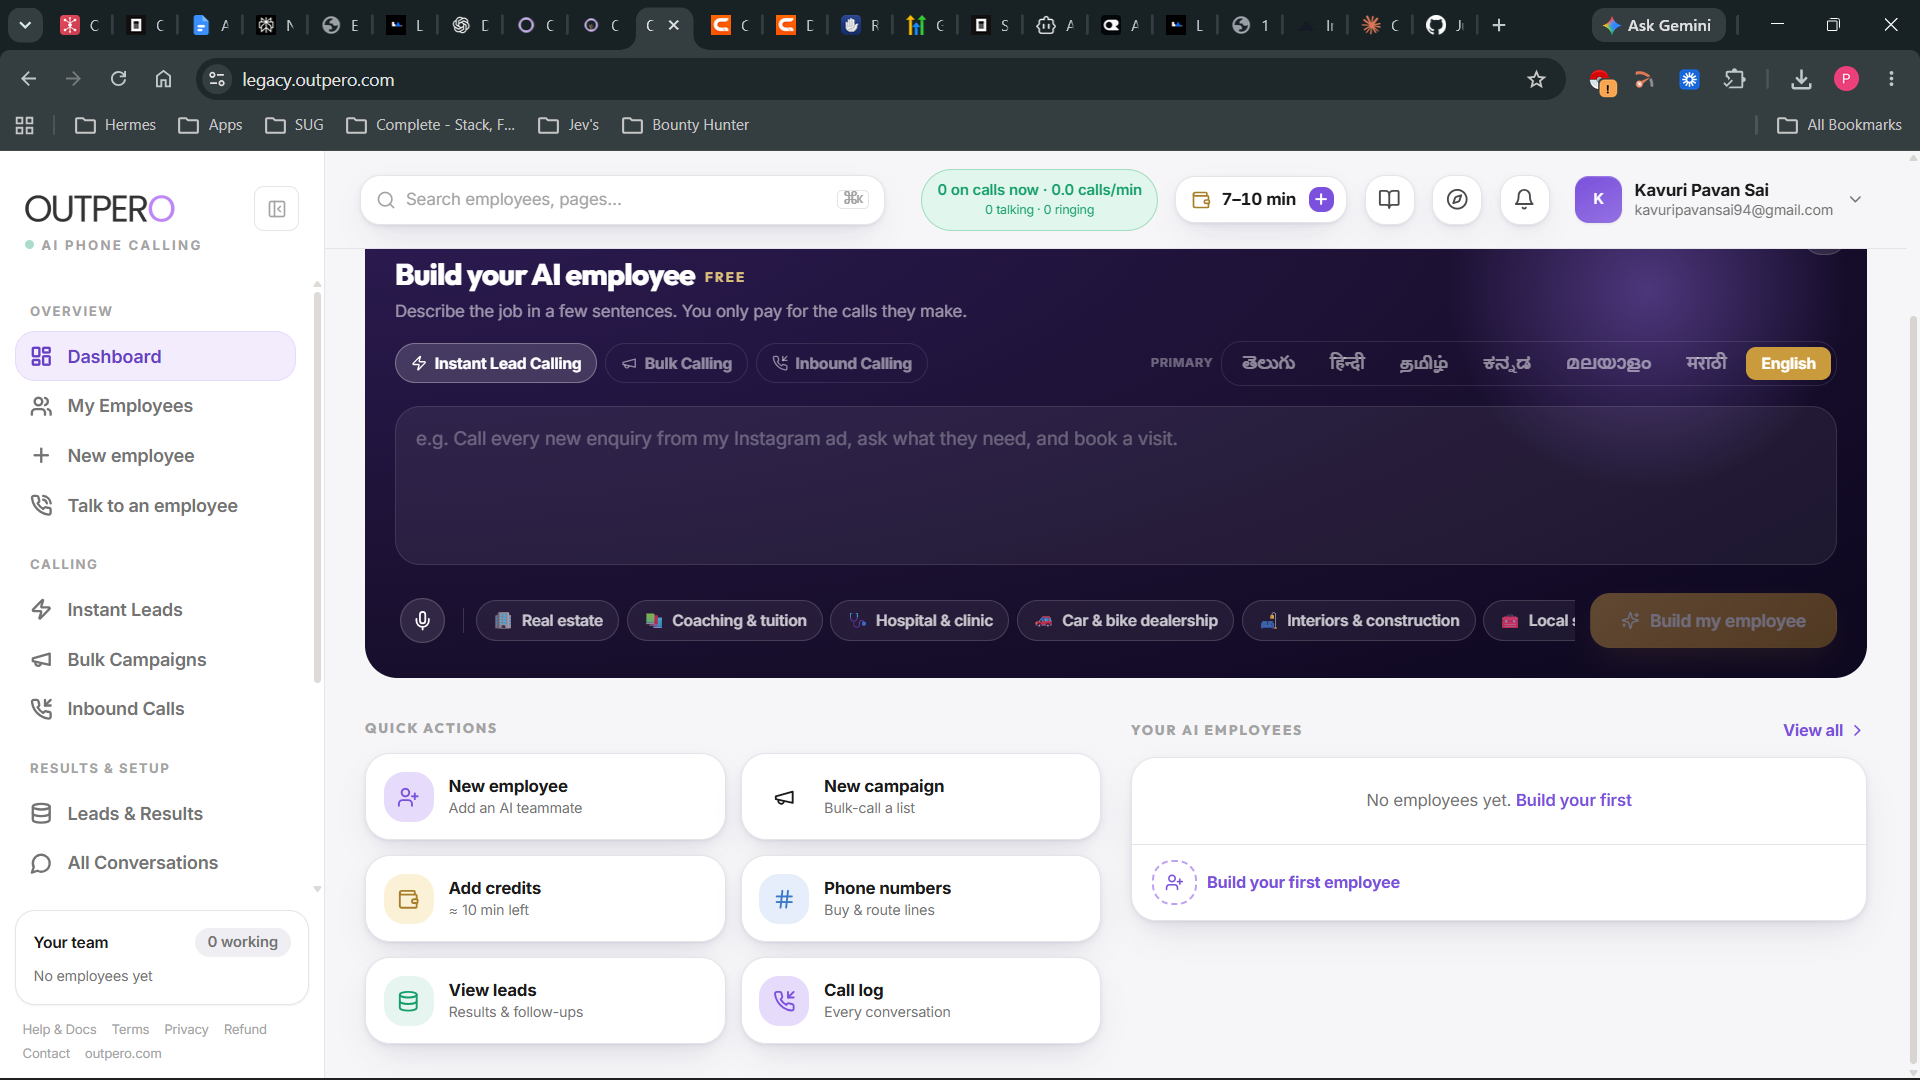 Ask Gemini
legacy.outpero.com
Hermes
Apps
SUG
Complete - Stack, F...
Jev's
Bounty Hunter
All Bookmarks
OUTPERO
AI PHONE CALLING
OVERVIEW
Dashboard
My Employees
New employee
Talk to an employee
CALLING
Instant Leads
Bulk Campaigns
Inbound Calls
RESULTS & SETUP
Leads & Results
All Conversations
Your team
0 working
No employees yet
Help & Docs Terms Privacy Refund
Contact outpero.com
Search employees, pages...
⌘K
0 on calls now · 0.0 calls/min
0 talking · 0 ringing
7–10 min
K
Kavuri Pavan Sai
kavuripavansai94@gmail.com
Build your AI employee FREE
Describe the job in a few sentences. You only pay for the calls they make.
Instant Lead Calling
Bulk Calling
Inbound Calling
PRIMARY
తెలుగు
हिन्दी
தமிழ்
ಕನ್ನಡ
മലയാളം
मराठी
English
e.g. Call every new enquiry from my Instagram ad, ask what they need, and book a visit.
Real estate
Coaching & tuition
Hospital & clinic
Car & bike dealership
Interiors & construction
Local
Build my employee
QUICK ACTIONS
New employee
Add an AI teammate
New campaign
Bulk-call a list
Add credits
≈ 10 min left
Phone numbers
Buy & route lines
View leads
Results & follow-ups
Call log
Every conversation
YOUR AI EMPLOYEES
View all
No employees yet. Build your first
Build your first employee